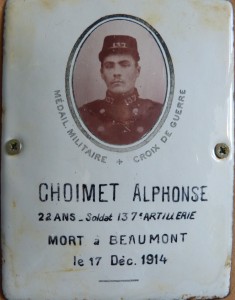 MÉDAIL. MILITAIRE + CROIX DE GUERRE
CHOIMET ALPHONSE
22 ANS - Soldat 137e ARTILLERIE
MORT à BEAUMONT
le 17 Déc. 1914